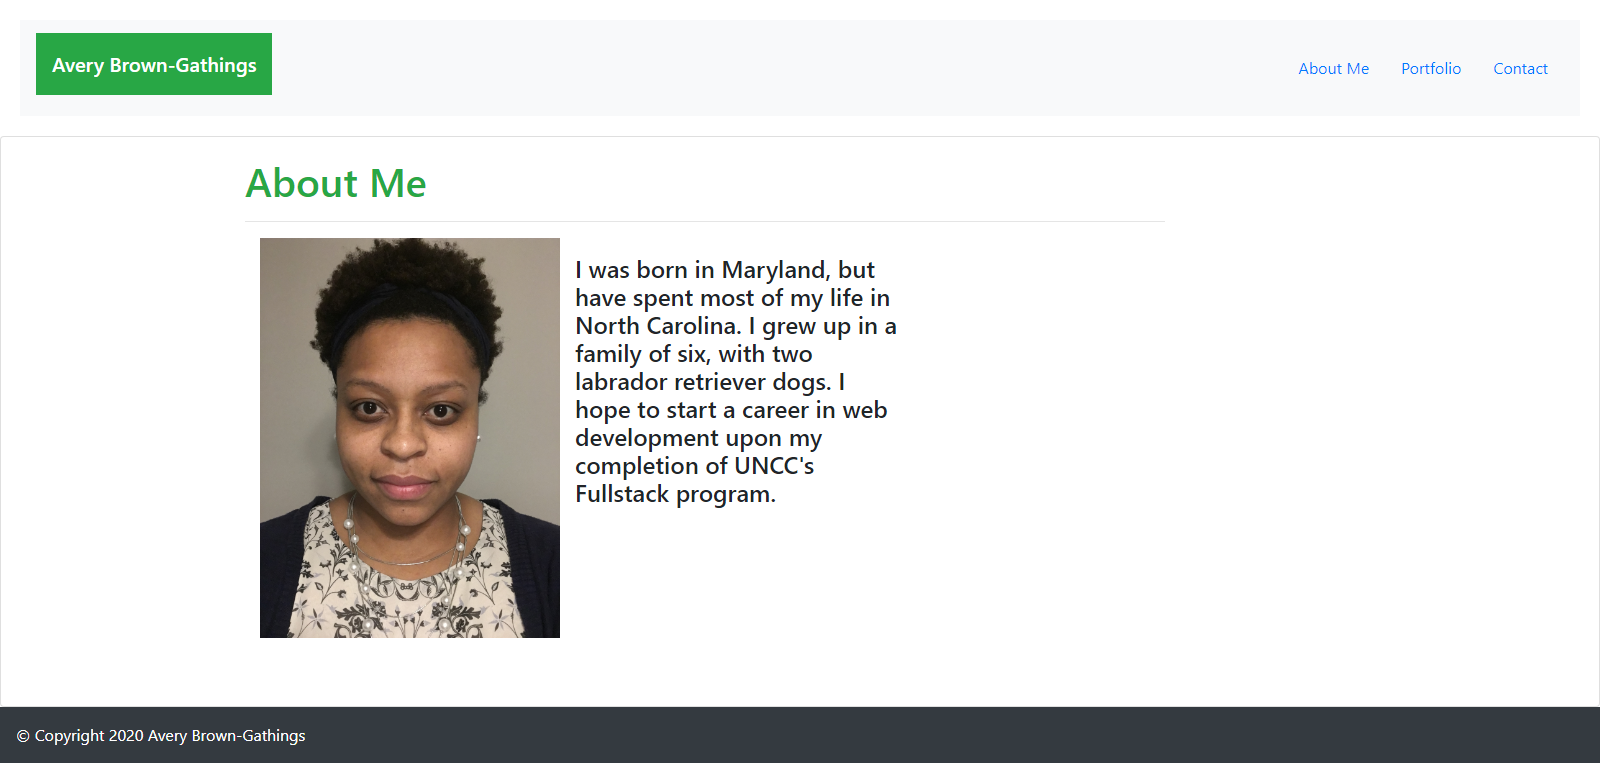 Avery Brown-Gathings
About Me Portfolio Contact
About Me
I was born in Maryland, but
have spent most of my life in
North Carolina. I grew up in a
family of six, with two
labrador retriever dogs. I
hope to start a career in web
development upon my
completion of UNCC's
Fullstack program.
© Copyright 2020 Avery Brown-Gathings